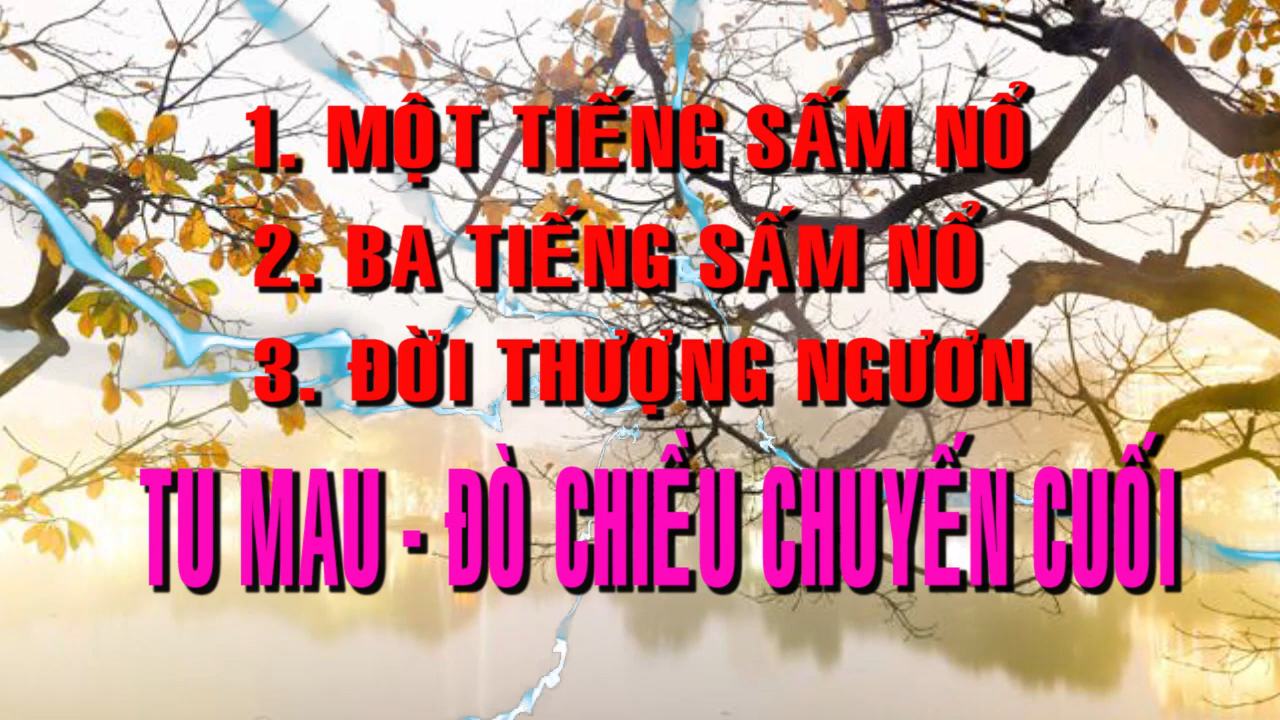 1. MỘT TIẾNG SẤM NỔ
2. BA TIẾNG SẤM NỔ
3. ĐỜI THƯỢNG NGƯƠN
TU MAU - ĐÒ CHIỀU CHUYẾN CUỐI